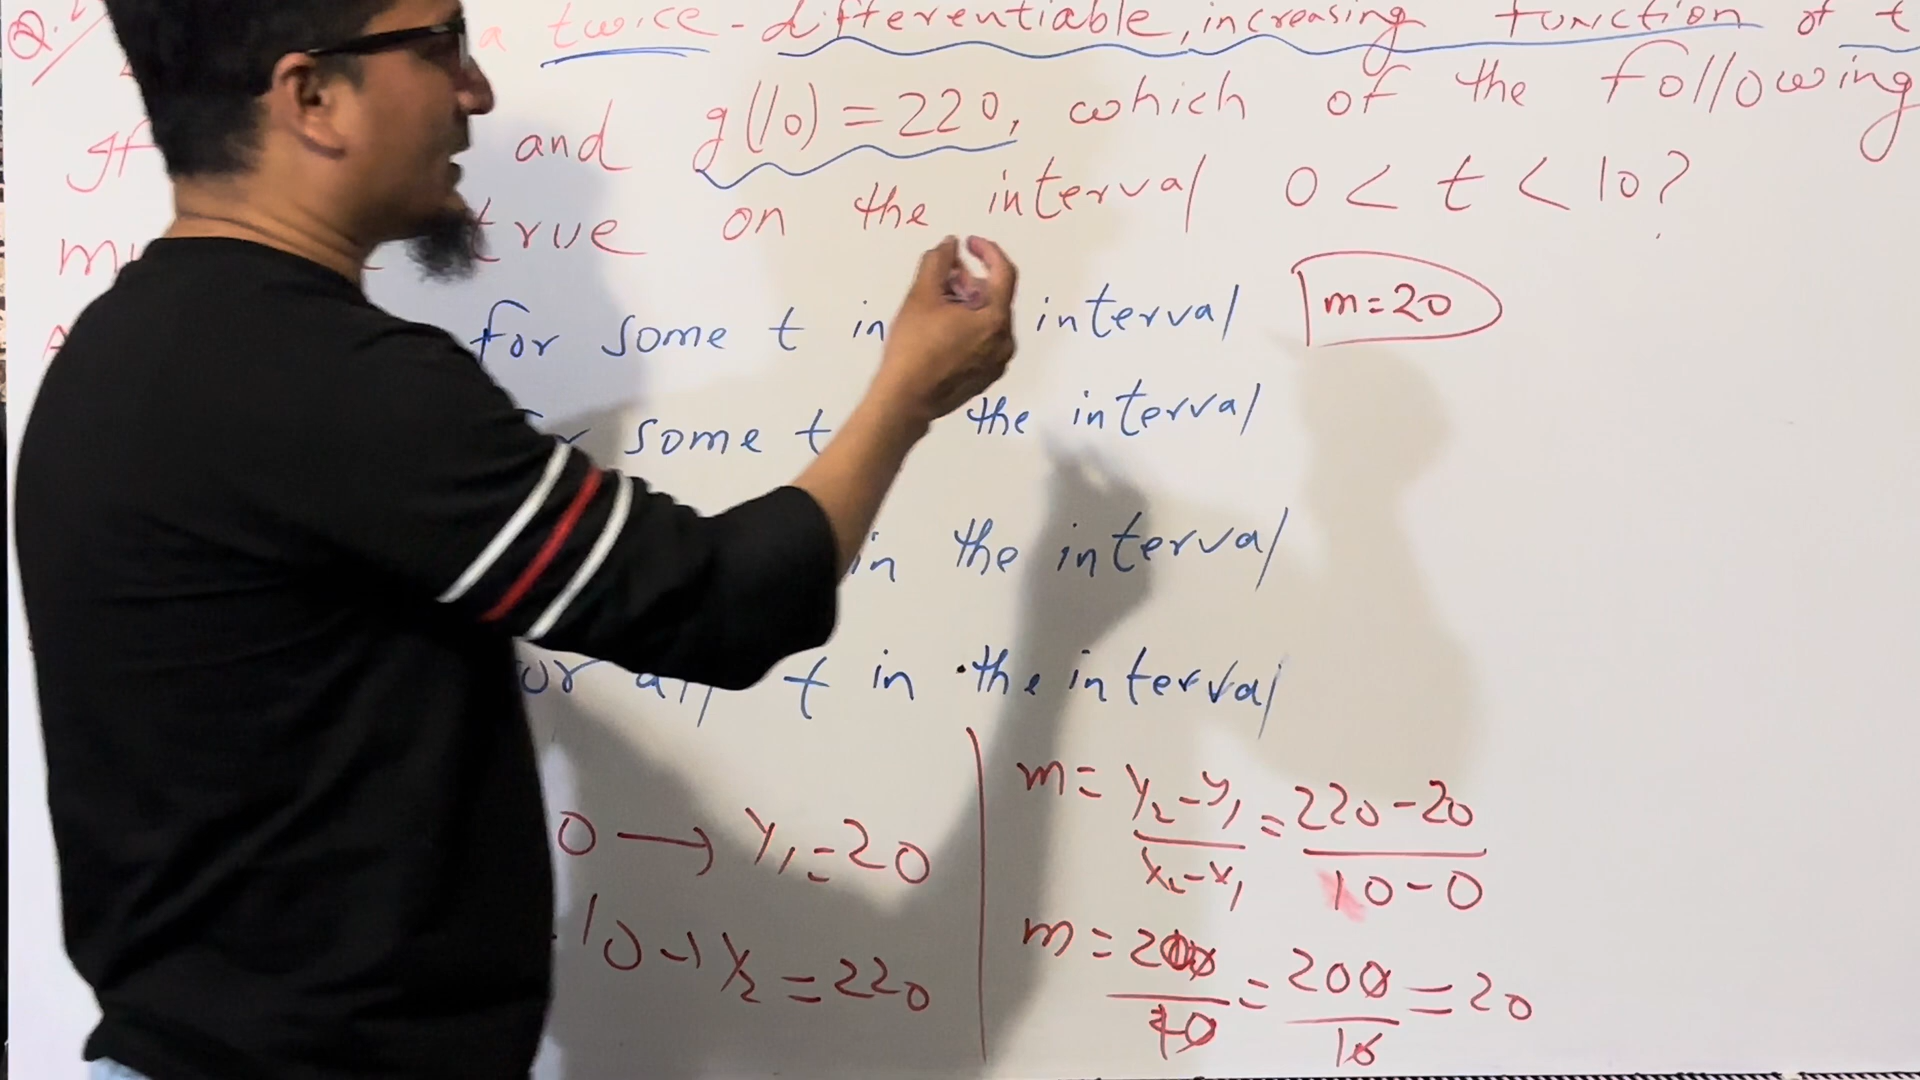 Q. a twice-differentiable, increasing function of t
If and g(10) = 220, which of the following
true on the interval 0 < t < 10?
for some t in interval m=20
some t the interval
in the interval
all t in the interval
0 → y₁=20
10 → y₂=220
m = y₂-y₁/x₂-x₁ = 220-20/10-0
m = 200/10 = 200/10 = 20